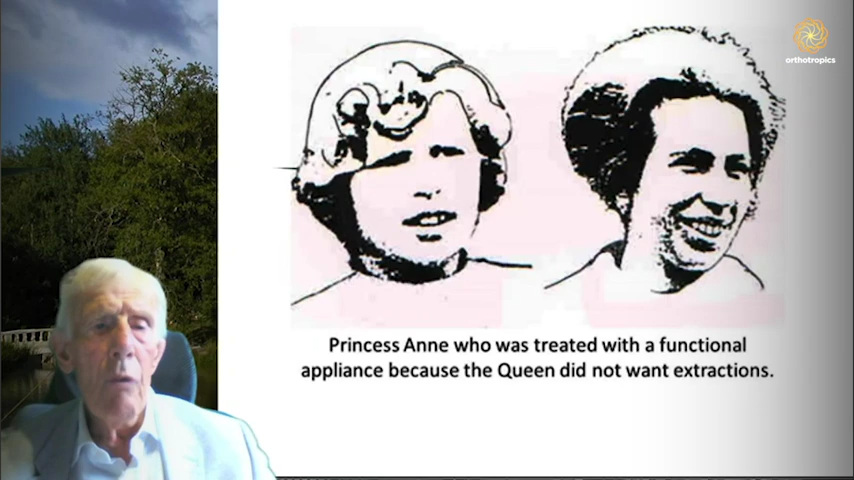 orthotropics
Princess Anne who was treated with a functional
appliance because the Queen did not want extractions.